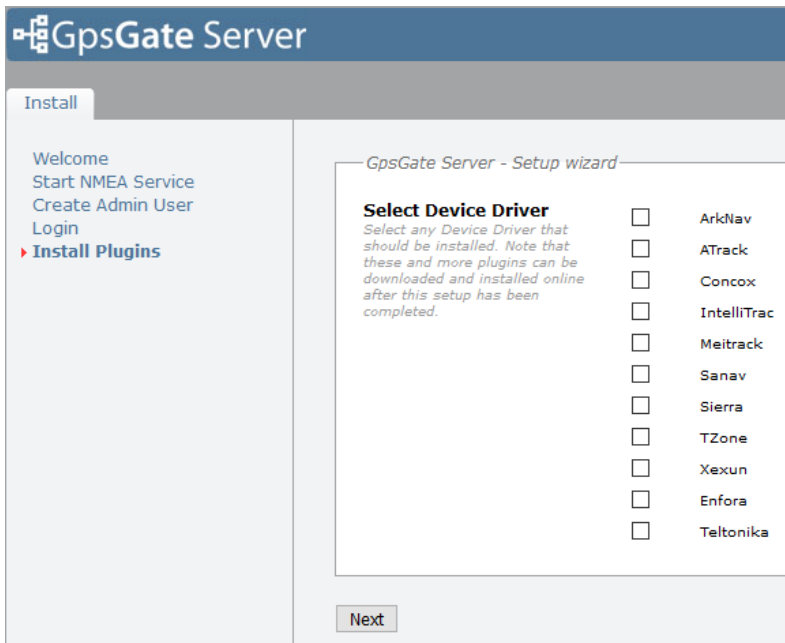 GpsGate Server
Install
Welcome
Start NMEA Service
Create Admin User
Login
Install Plugins
GpsGate Server - Setup wizard
Select Device Driver
Select any Device Driver that
should be installed. Note that
these and more plugins can be
downloaded and installed online
after this setup has been
completed.
ArkNav
ATrack
Concox
IntelliTrac
Meitrack
Sanav
Sierra
TZone
Xexun
Enfora
Teltonika
Next